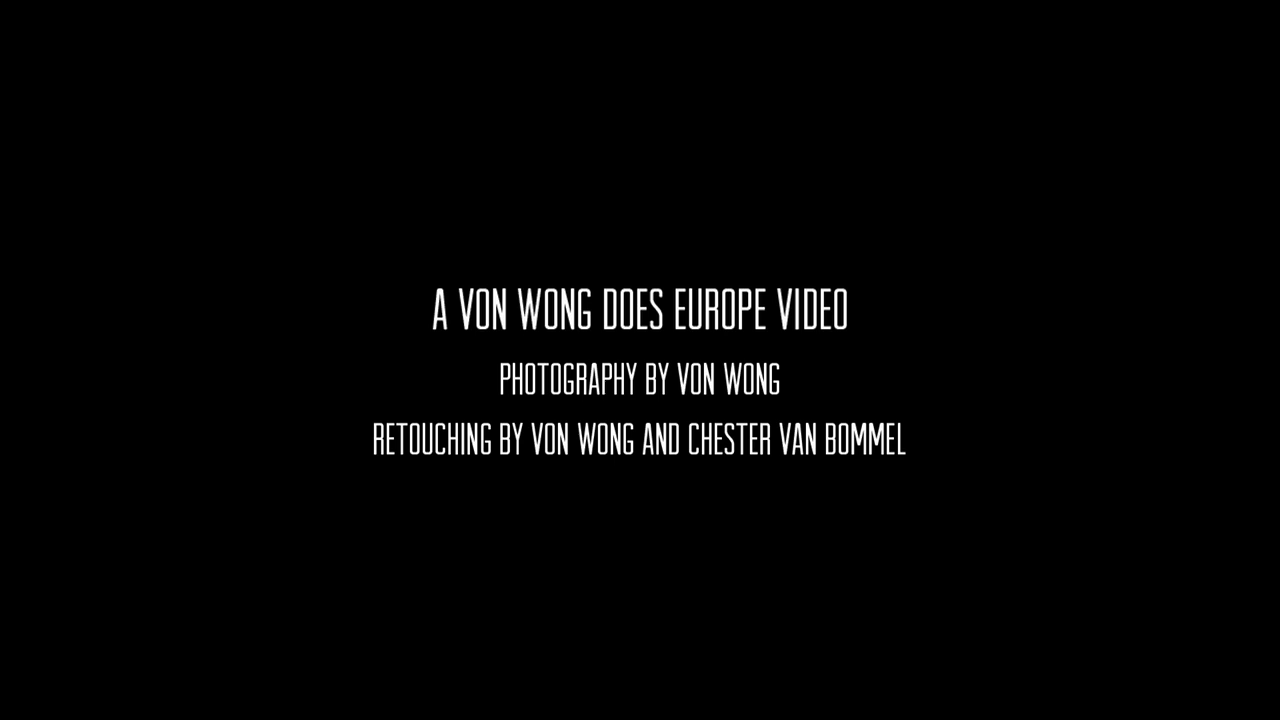 A VON WONG DOES EUROPE VIDEO
PHOTOGRAPHY BY VON WONG
RETOUCHING BY VON WONG AND CHESTER VAN BOMMEL